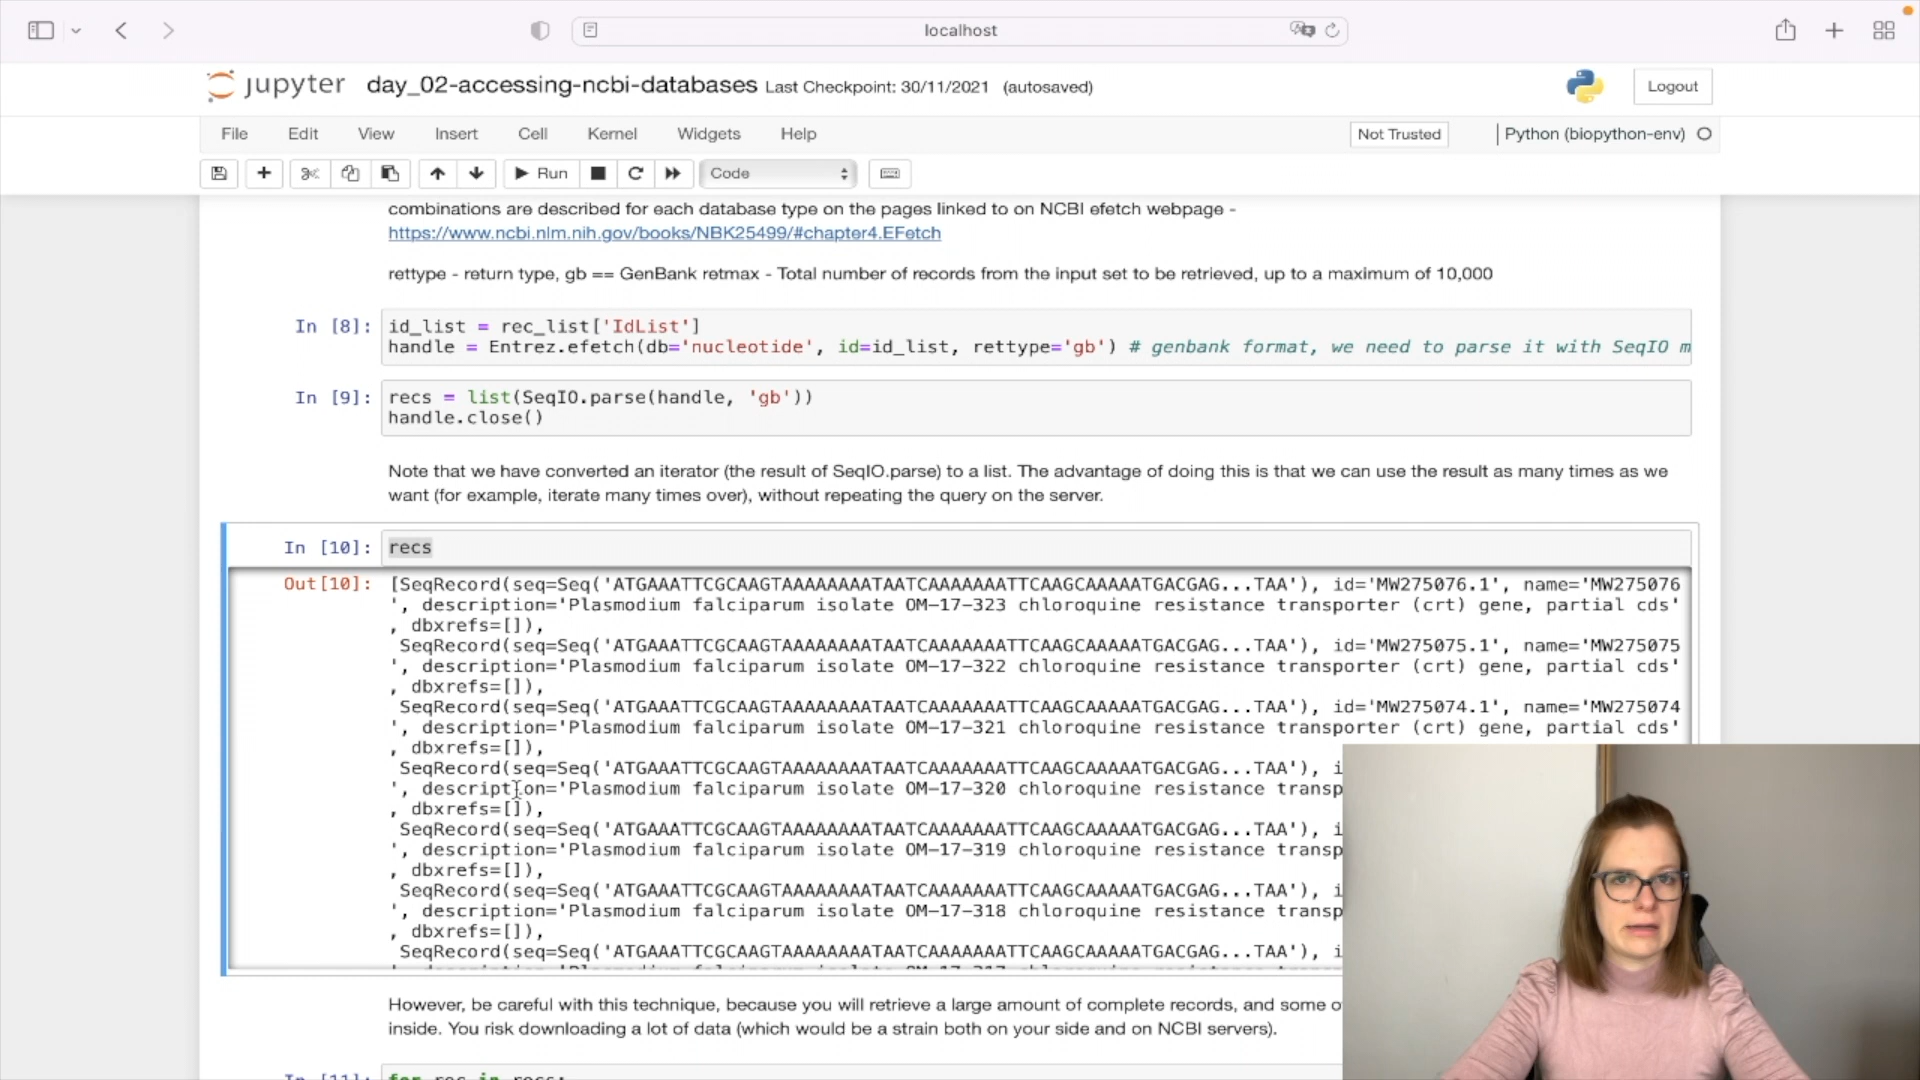 localhost
jupyter day_02-accessing-ncbi-databases Last Checkpoint: 30/11/2021 (autosaved) Logout
File Edit View Insert Cell Kernel Widgets Help Not Trusted Python (biopython-env)
Run Code
combinations are described for each database type on the pages linked to on NCBI efetch webpage -
https://www.ncbi.nlm.nih.gov/books/NBK25499/#chapter4.EFetch
rettype - return type, gb == GenBank retmax - Total number of records from the input set to be retrieved, up to a maximum of 10,000
In [8]: id_list = rec_list['IdList']
handle = Entrez.efetch(db='nucleotide', id=id_list, rettype='gb') # genbank format, we need to parse it with SeqIO m
In [9]: recs = list(SeqIO.parse(handle, 'gb'))
handle.close()
Note that we have converted an iterator (the result of SeqIO.parse) to a list. The advantage of doing this is that we can use the result as many times as we
want (for example, iterate many times over), without repeating the query on the server.
In [10]: recs
Out[10]: [SeqRecord(seq=Seq('ATGAAATTCGCAAGTAAAAAAAATAATCAAAAAAATTCAAGCAAAAATGACGAG...TAA'), id='MW275076.1', name='MW275076
', description='Plasmodium falciparum isolate OM-17-323 chloroquine resistance transporter (crt) gene, partial cds'
, dbxrefs=[]),
SeqRecord(seq=Seq('ATGAAATTCGCAAGTAAAAAAAATAATCAAAAAAATTCAAGCAAAAATGACGAG...TAA'), id='MW275075.1', name='MW275075
', description='Plasmodium falciparum isolate OM-17-322 chloroquine resistance transporter (crt) gene, partial cds'
, dbxrefs=[]),
SeqRecord(seq=Seq('ATGAAATTCGCAAGTAAAAAAAATAATCAAAAAAATTCAAGCAAAAATGACGAG...TAA'), id='MW275074.1', name='MW275074
', description='Plasmodium falciparum isolate OM-17-321 chloroquine resistance transporter (crt) gene, partial cds'
, dbxrefs=[]),
SeqRecord(seq=Seq('ATGAAATTCGCAAGTAAAAAAAATAATCAAAAAAATTCAAGCAAAAATGACGAG...TAA'), i
', description='Plasmodium falciparum isolate OM-17-320 chloroquine resistance transp
, dbxrefs=[]),
SeqRecord(seq=Seq('ATGAAATTCGCAAGTAAAAAAAATAATCAAAAAAATTCAAGCAAAAATGACGAG...TAA'), i
', description='Plasmodium falciparum isolate OM-17-319 chloroquine resistance transp
, dbxrefs=[]),
SeqRecord(seq=Seq('ATGAAATTCGCAAGTAAAAAAAATAATCAAAAAAATTCAAGCAAAAATGACGAG...TAA'), i
', description='Plasmodium falciparum isolate OM-17-318 chloroquine resistance transp
, dbxrefs=[]),
SeqRecord(seq=Seq('ATGAAATTCGCAAGTAAAAAAAATAATCAAAAAAATTCAAGCAAAAATGACGAG...TAA'), i
However, be careful with this technique, because you will retrieve a large amount of complete records, and some o
inside. You risk downloading a lot of data (which would be a strain both on your side and on NCBI servers).
In [11]: for rec in recs: